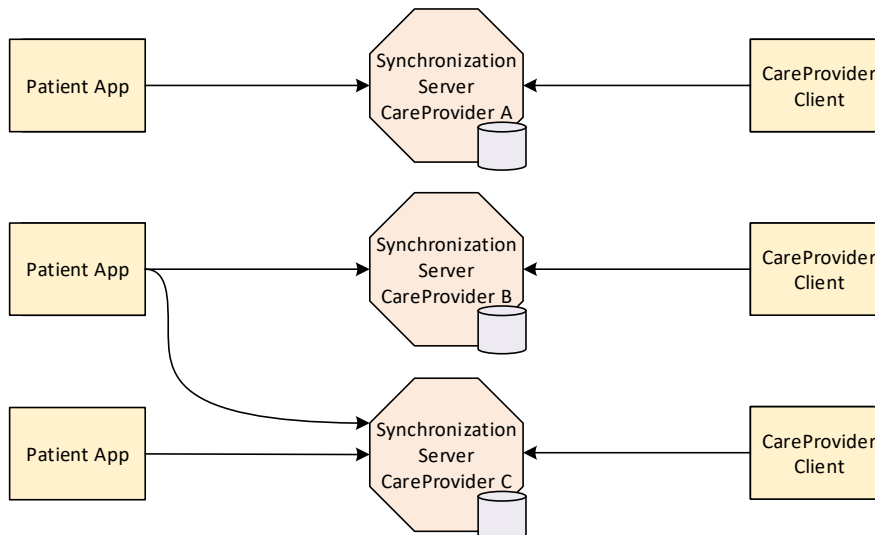 Patient App
Synchronization
Server
CareProvider A
CareProvider
Client
Patient App
Synchronization
Server
CareProvider B
CareProvider
Client
Patient App
Synchronization
Server
CareProvider C
CareProvider
Client